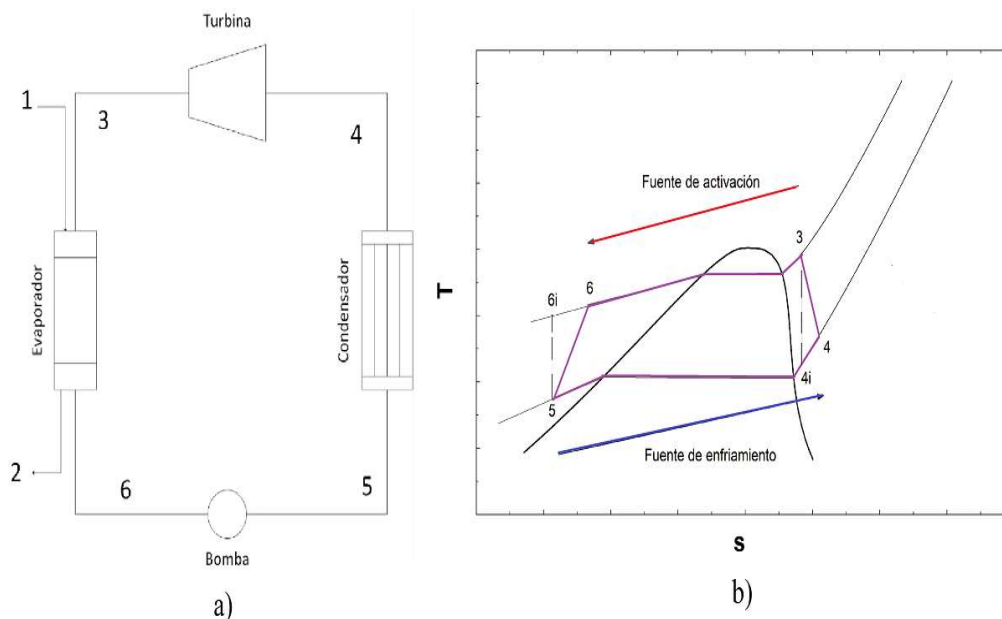 Turbina
1
3
4
Evaporador
Condensador
2
6
5
Bomba
a)
Fuente de activación
3
6i
6
T
4
4i
5
Fuente de enfriamiento
s
b)